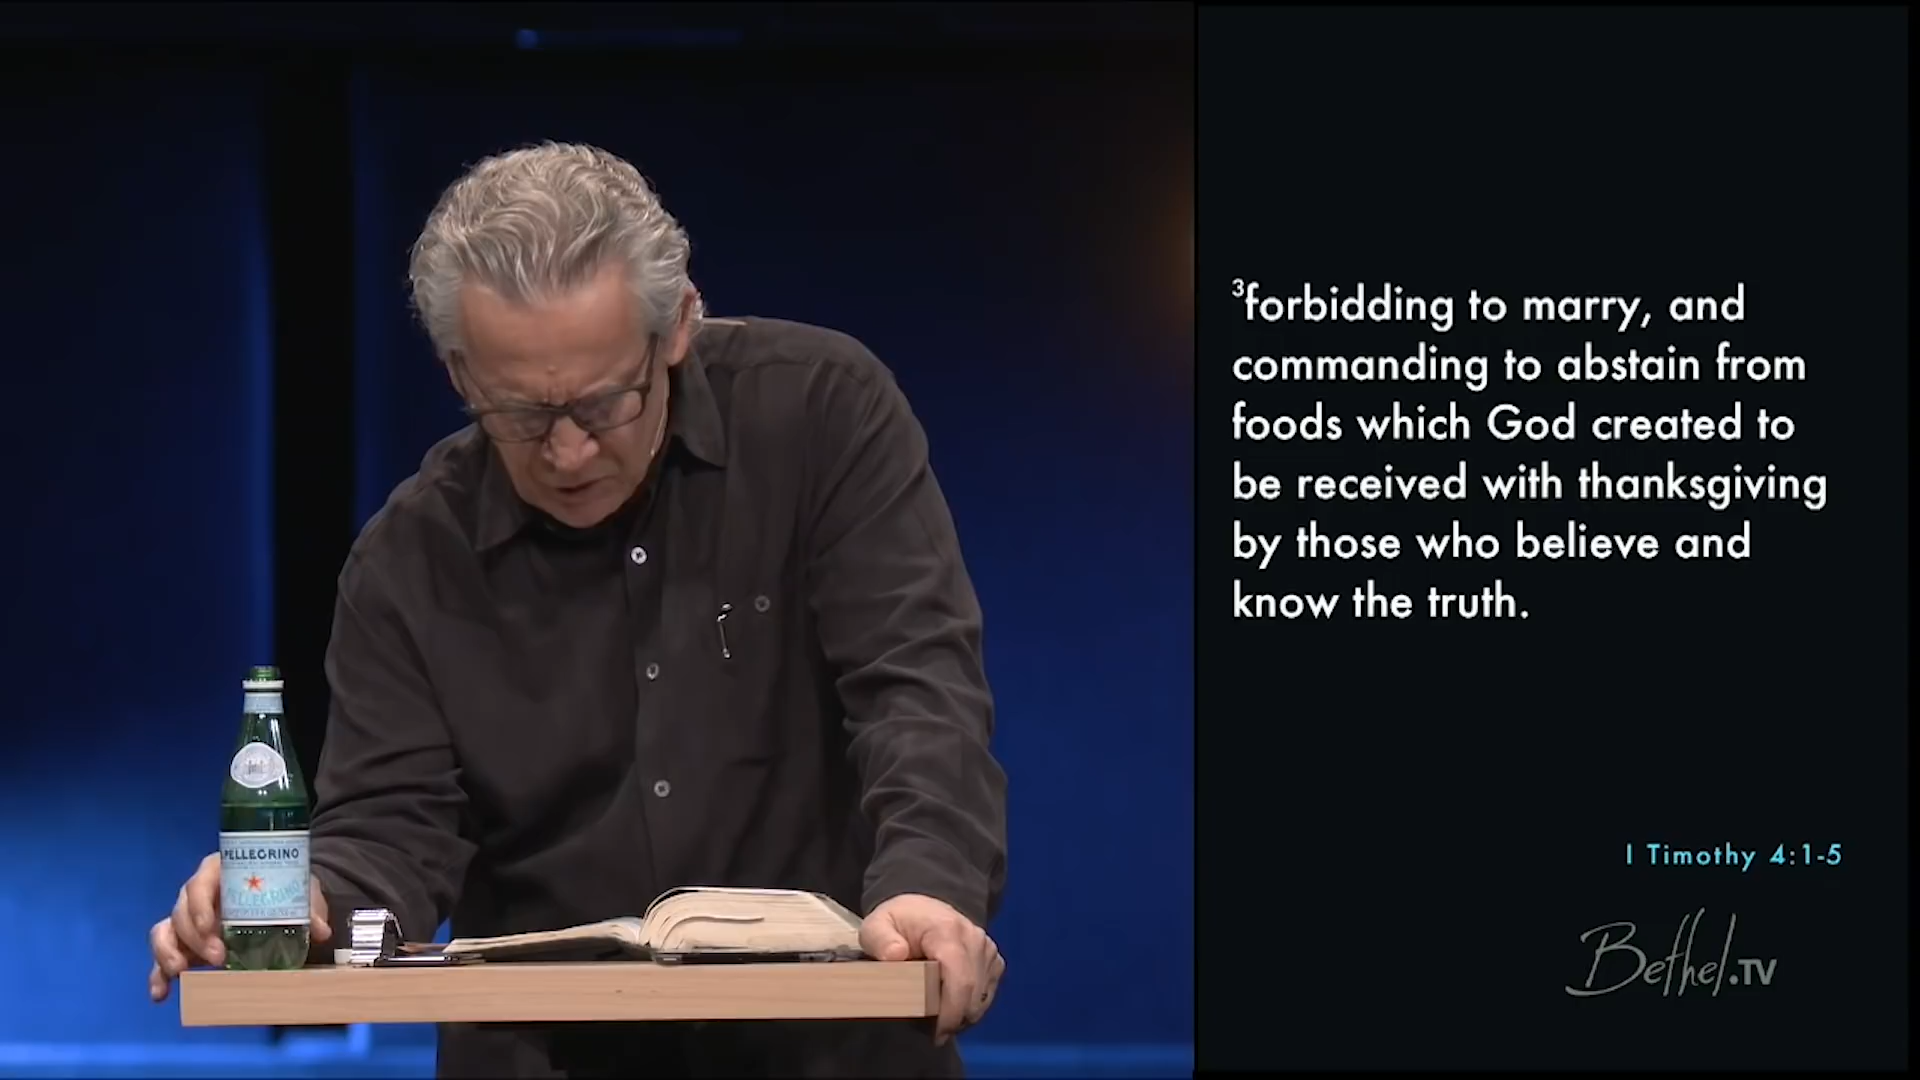 ³forbidding to marry, and
commanding to abstain from
foods which God created to
be received with thanksgiving
by those who believe and
know the truth.
I Timothy 4:1-5
Bethel.TV
PELLEGRINO
PELLEGRINO